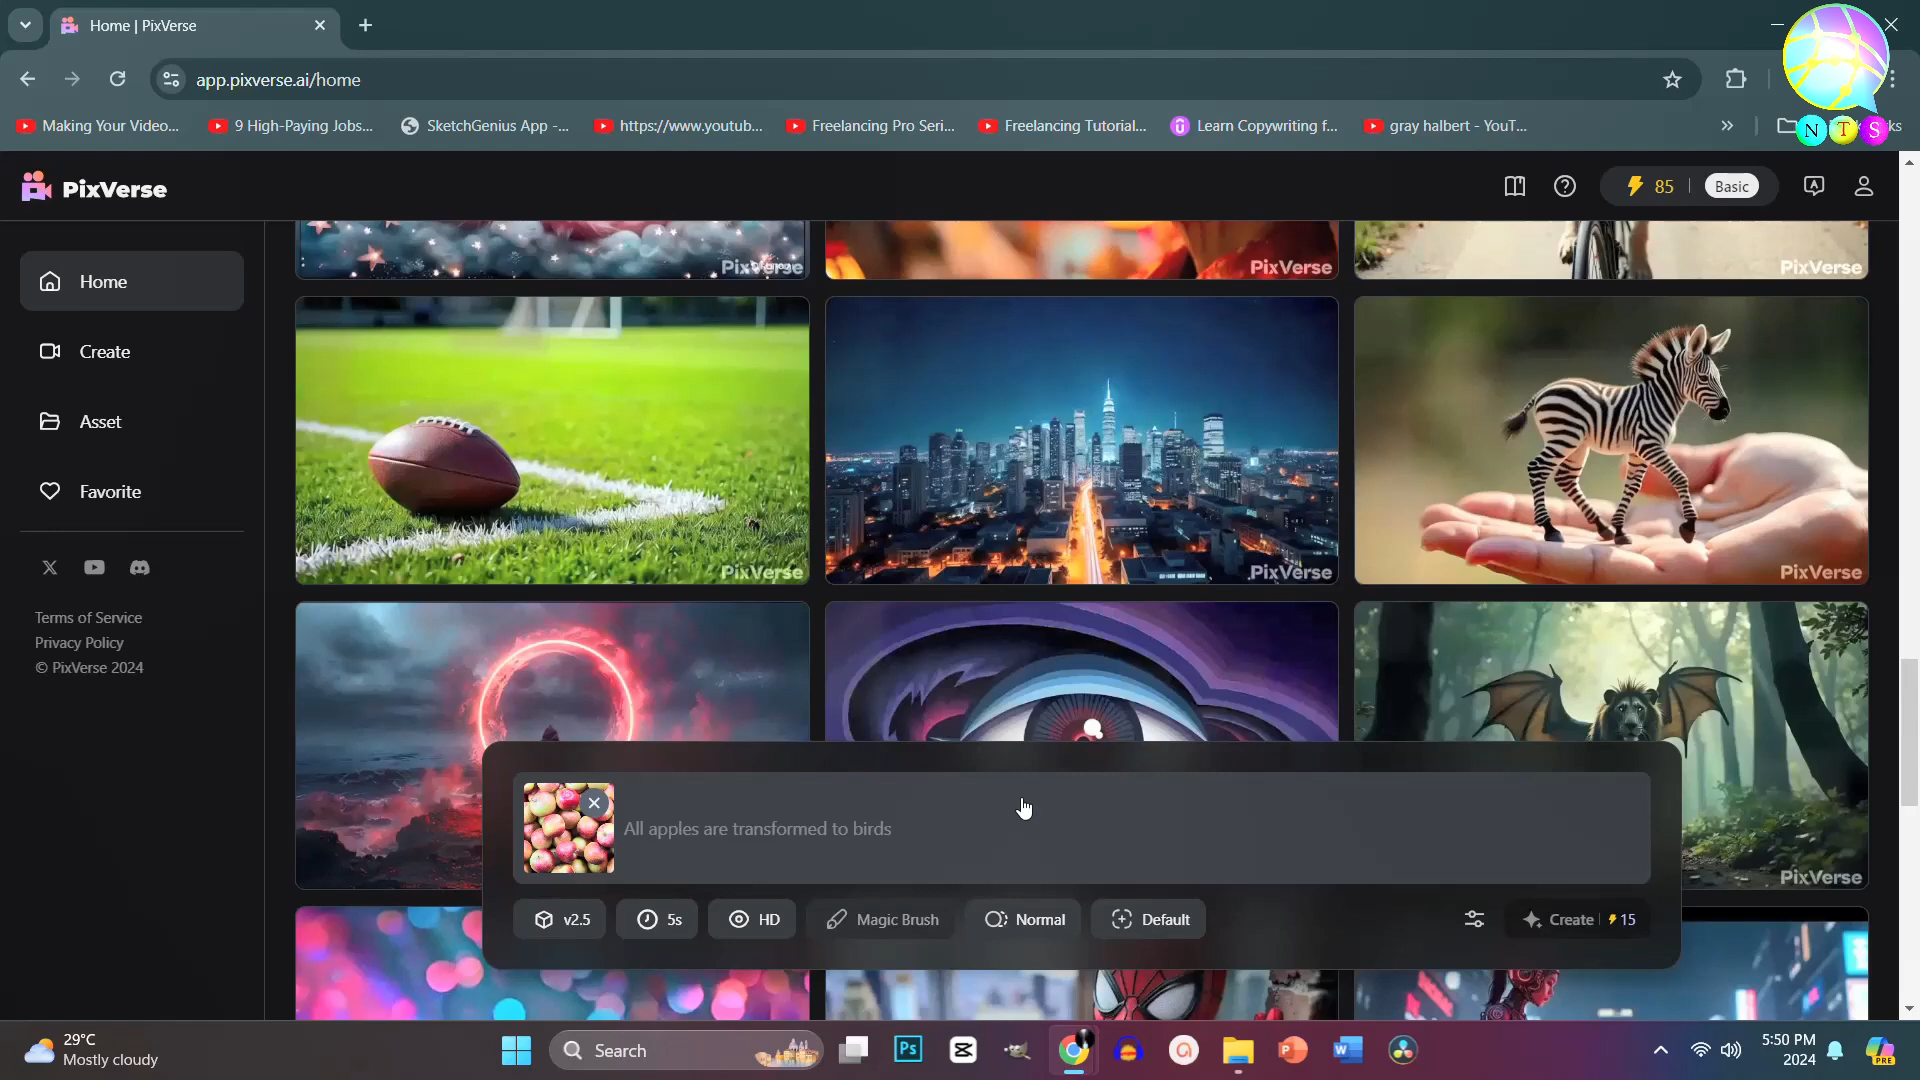 Home | PixVerse
app.pixverse.ai/home
Making Your Video...
9 High-Paying Jobs...
SketchGenius App -...
https://www.youtub...
Freelancing Pro Seri...
Freelancing Tutorial...
Learn Copywriting f...
gray halbert - YouT...
N T S
PixVerse
85
Basic
Home
Create
Asset
Favorite
Terms of Service
Privacy Policy
© PixVerse 2024
PixVerse
PixVerse
PixVerse
PixVerse
PixVerse
PixVerse
PixVerse
All apples are transformed to birds
v2.5
5s
HD
Magic Brush
Normal
Default
Create
15
29°C
Mostly cloudy
Search
Ps
P
W
5:50 PM
2024
PRE